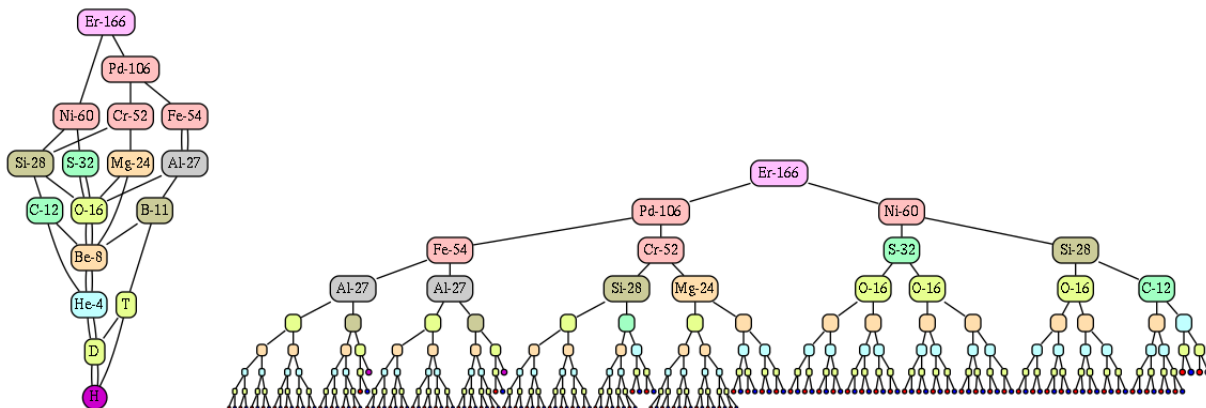 Er-166
Pd-106
Ni-60 Cr-52 Fe-54
Si-28 S-32 Mg-24 Al-27
C-12 O-16 B-11
Be-8
He-4 T
D
H
Er-166
Pd-106 Ni-60
Fe-54 Cr-52 S-32 Si-28
Al-27 Al-27 Si-28 Mg-24 O-16 O-16 O-16 C-12